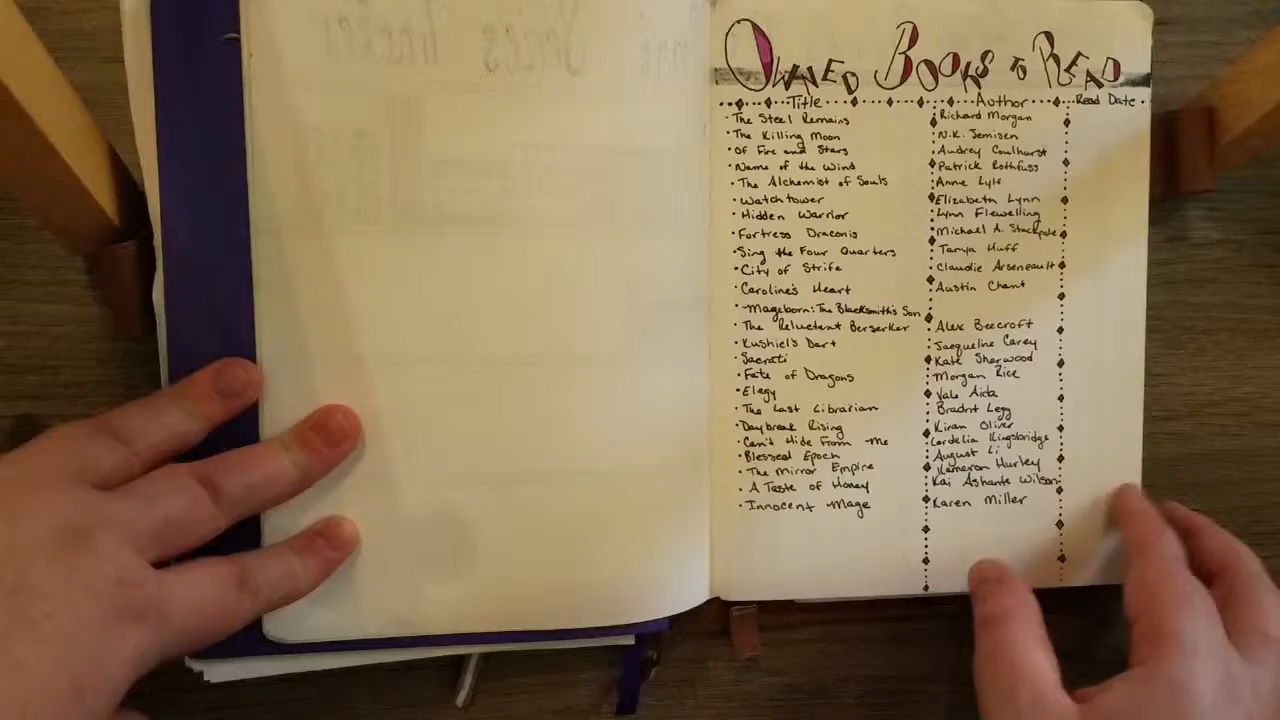 OWNED BOOKS TO READ
Title Author Read Date
The Steel Remains Richard Morgan
The Killing Moon N.K. Jemisen
Of Fire and Stars Audrey Coulhurst
Name of the Wind Patrick Rothfuss
The Alchemist of Souls Anne Lyle
Watchtower Elizabeth Lynn
Hidden Warrior Lynn Flewelling
Fortress Draconis Michael A. Stackpole
Sing the Four Quarters Tanya Huff
City of Strife Claudie Arseneault
Caroline's Heart Austin Chant
Mageborn: The Blacksmith's Son
The Reluctant Berserker Alex Beecroft
Kushiel's Dart Jacqueline Carey
Sacrati Kate Sherwood
Fate of Dragons Morgan Rice
Elegy Vale Aida
The Last Librarian Brandt Legg
Daybreak Rising Kiran Oliver
Can't Hide From Me Cordelia Kingsbridge
Blessed Epoch August Li
The Mirror Empire Kameron Hurley
A Taste of Honey Kai Ashante Wilson
Innocent Mage Karen Miller